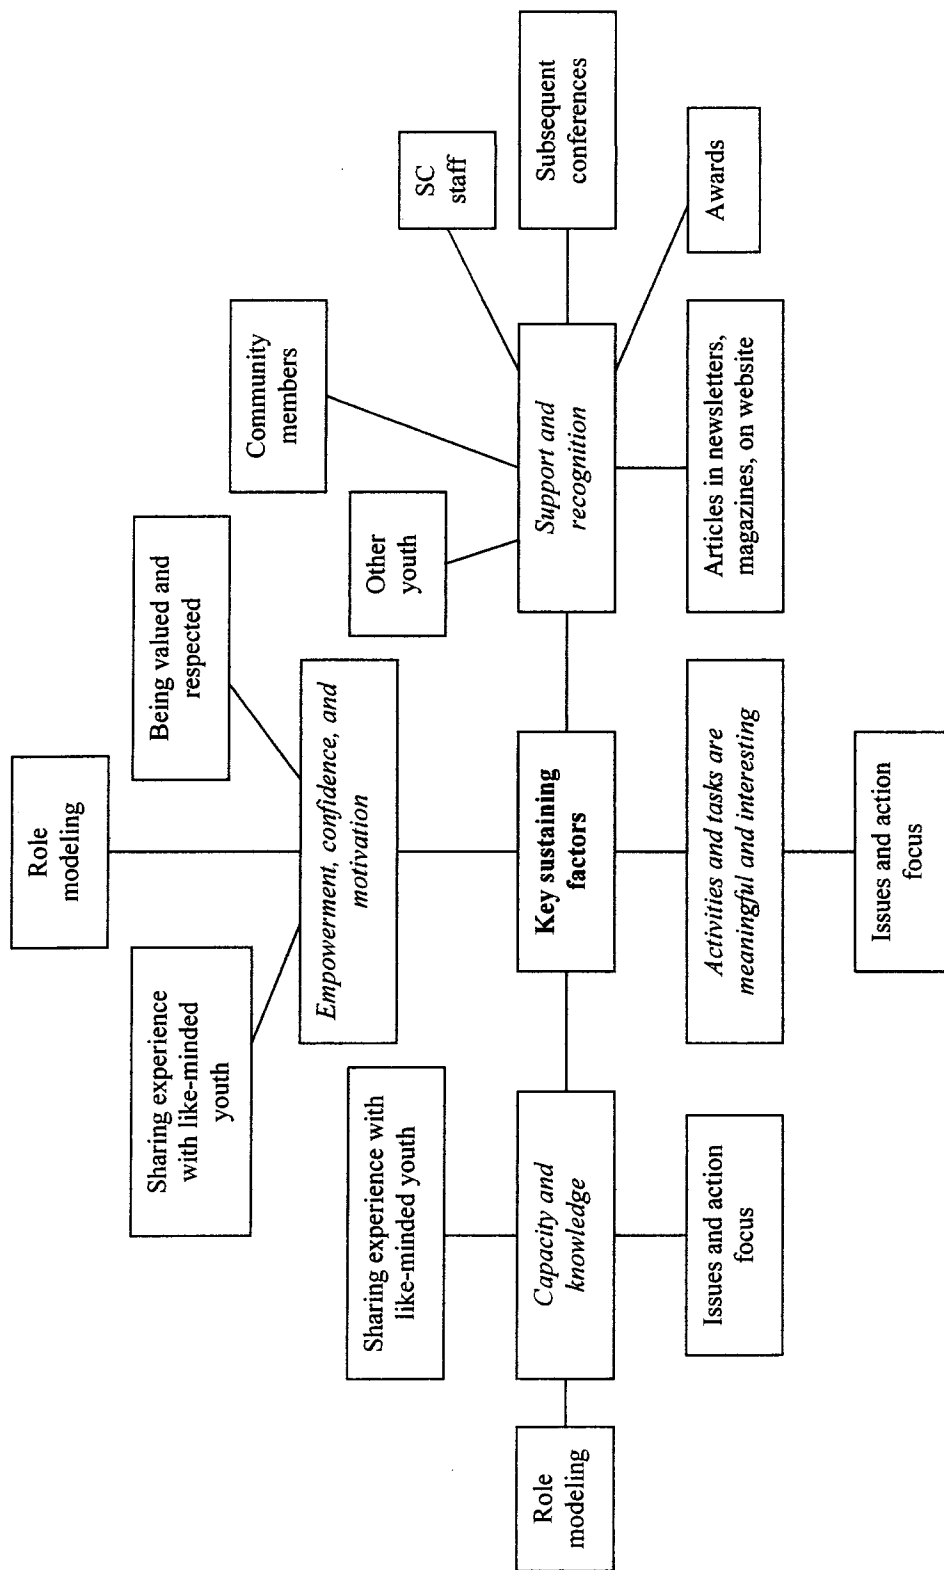 Role
modeling
Sharing experience
with like-minded
youth
Being valued and
respected
Community
members
SC
staff
Sharing experience with
like-minded youth
Empowerment, confidence, and
motivation
Other
youth
Role
modeling
Capacity and
knowledge
Key sustaining
factors
Support and
recognition
Subsequent
conferences
Issues and action
focus
Activities and tasks are
meaningful and interesting
Articles in newsletters,
magazines, on website
Awards
Issues and action
focus